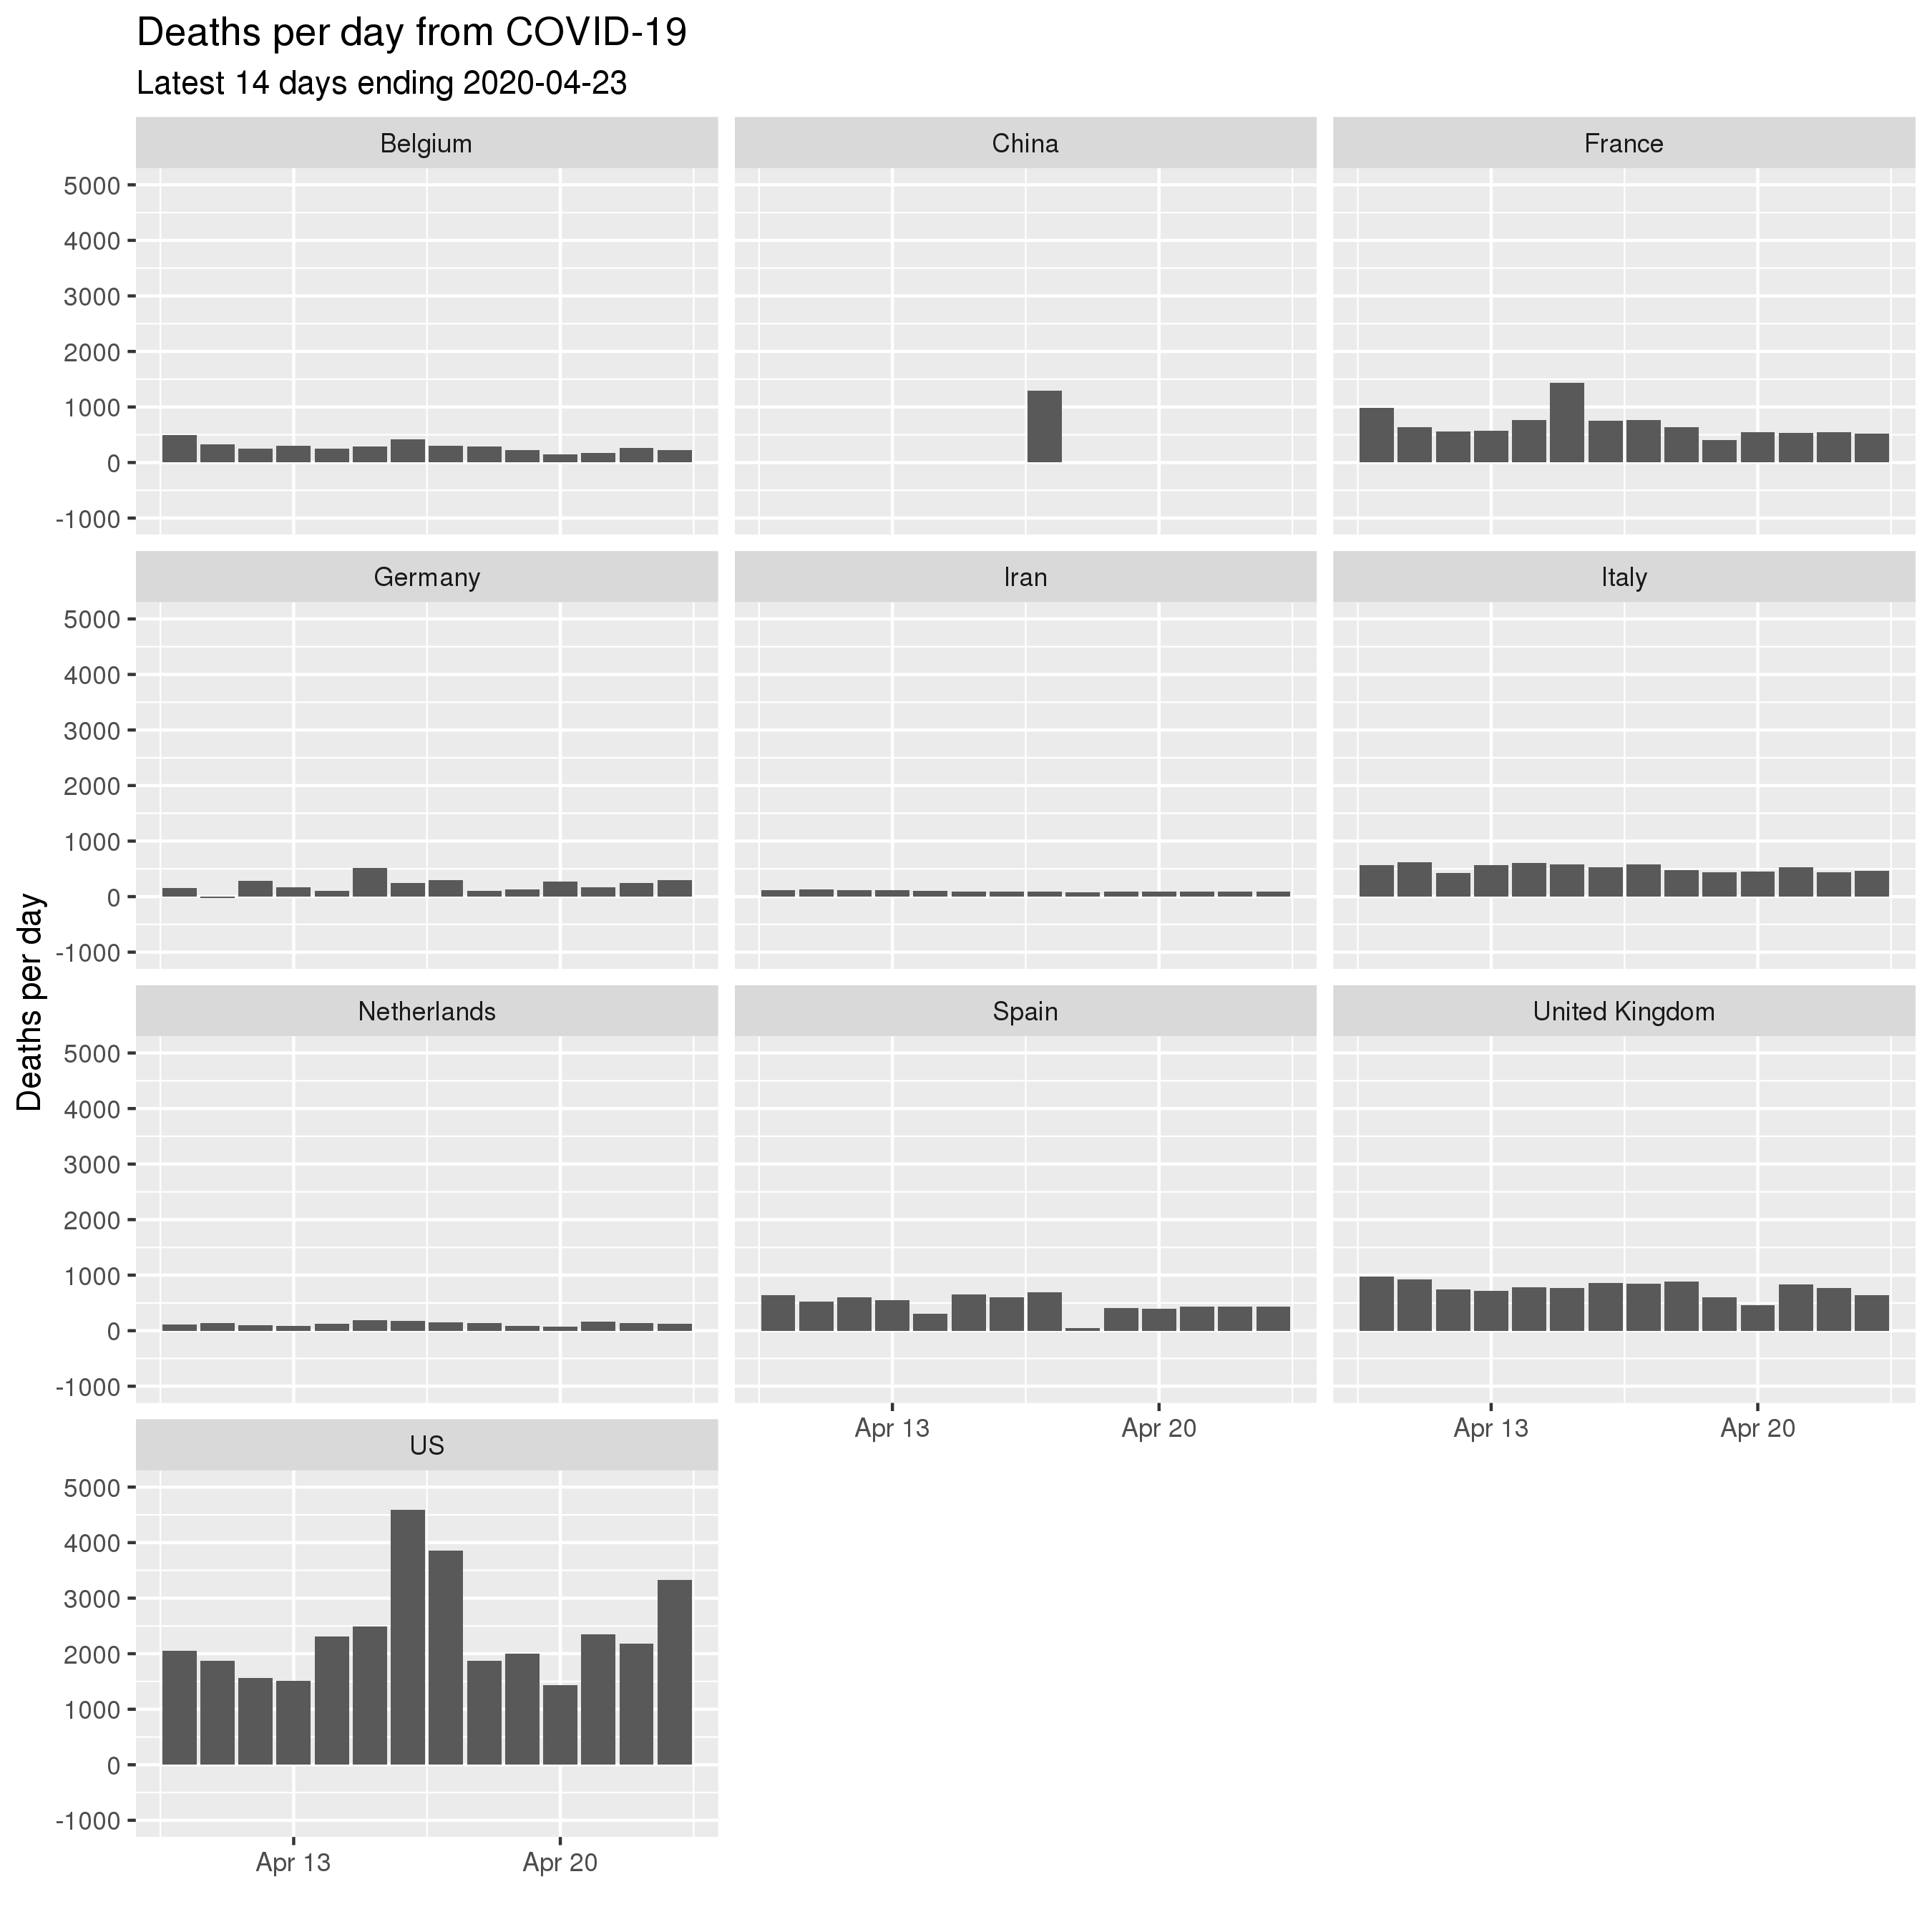 Deaths per day from COVID-19
Latest 14 days ending 2020-04-23
Belgium
China
France
5000
4000
3000
2000
1000
0
-1000
Germany
Iran
Italy
5000
4000
3000
2000
1000
0
-1000
Deaths per day
Netherlands
Spain
United Kingdom
5000
4000
3000
2000
1000
0
-1000
Apr 13
Apr 20
Apr 13
Apr 20
US
5000
4000
3000
2000
1000
0
-1000
Apr 13
Apr 20